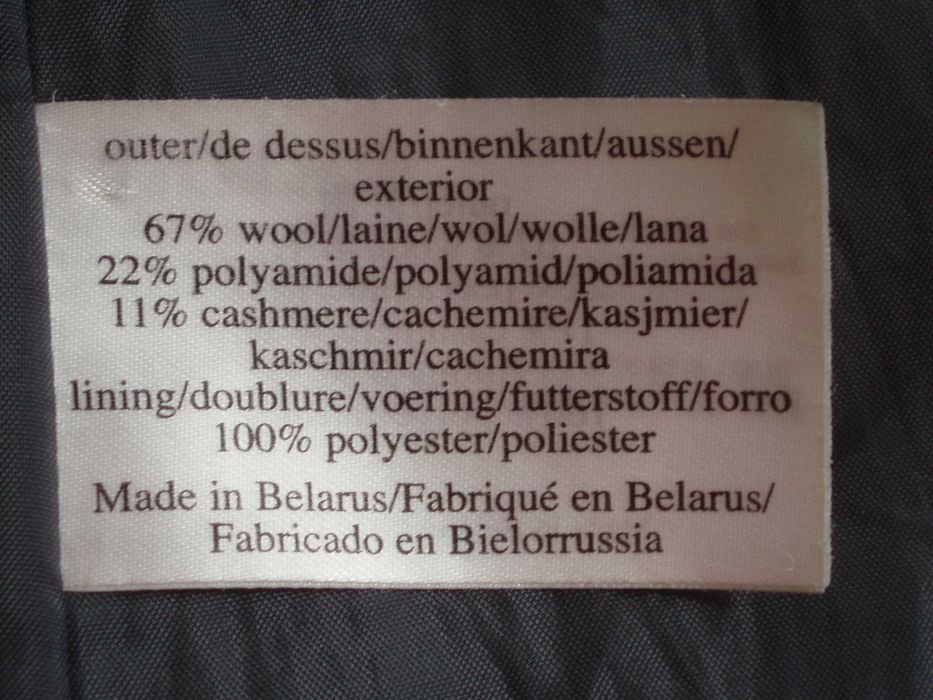 outer/de dessus/binnenkant/aussen/
exterior
67% wool/laine/wol/wolle/lana
22% polyamide/polyamid/poliamida
11% cashmere/cachemire/kasjmier/
kaschmir/cachemira
lining/doublure/voering/futterstoff/forro
100% polyester/poliester
Made in Belarus/Fabriqué en Belarus/
Fabricado en Bielorrussia